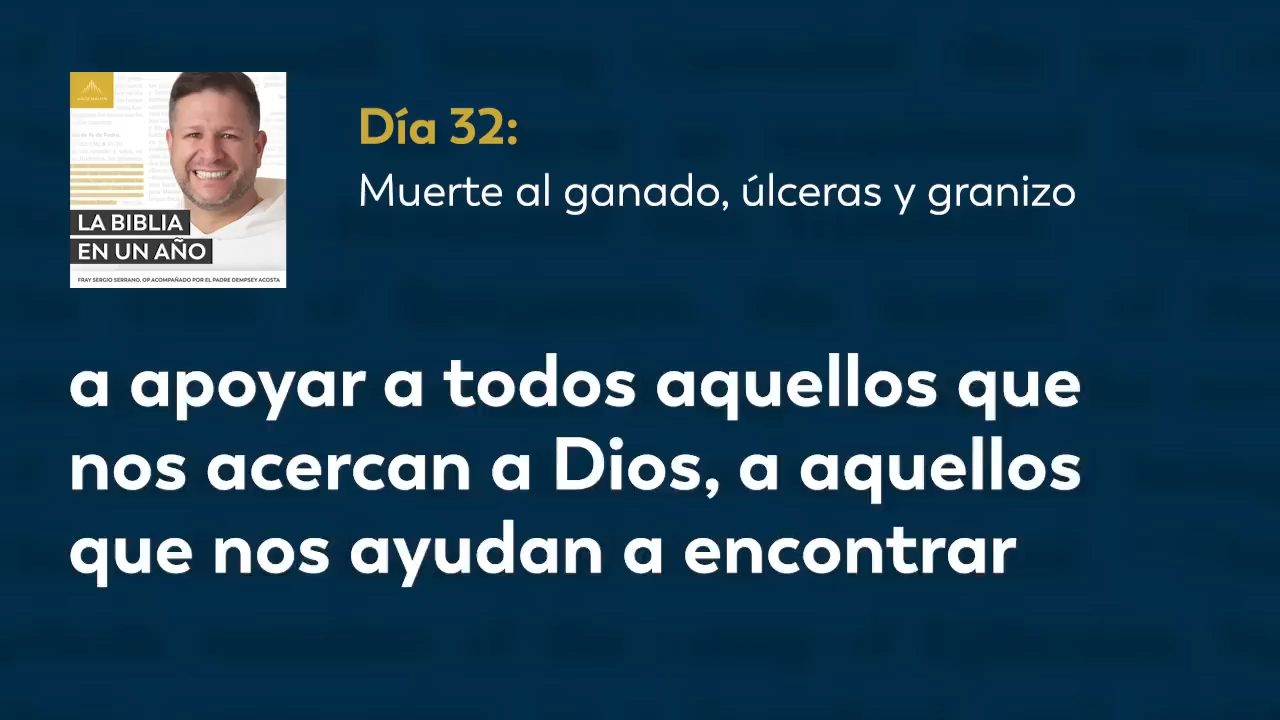 Día 32:
Muerte al ganado, úlceras y granizo
LA BIBLIA
EN UN AÑO
FRAY SERGIO SERRANO, OP ACOMPAÑADO POR EL PADRE DEMPSEY ACOSTA
a apoyar a todos aquellos que
nos acercan a Dios, a aquellos
que nos ayudan a encontrar